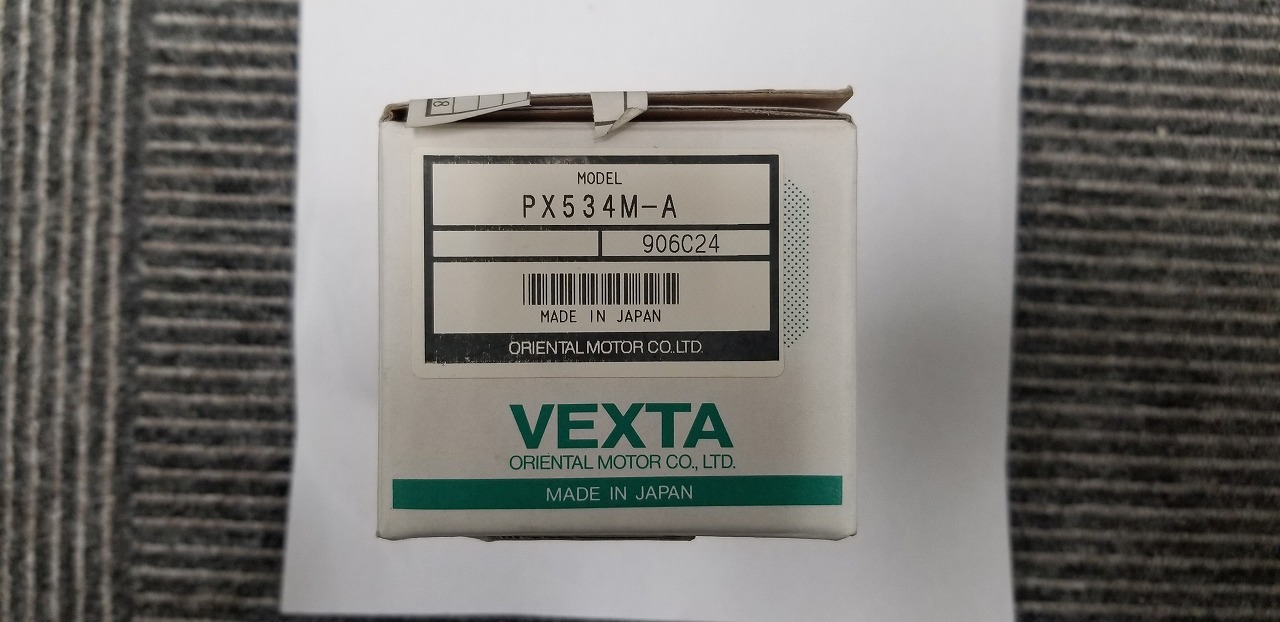 MODEL
PX534M-A
906C24
MADE IN JAPAN
ORIENTAL MOTOR CO.LTD.
VEXTA
ORIENTAL MOTOR CO., LTD.
MADE IN JAPAN